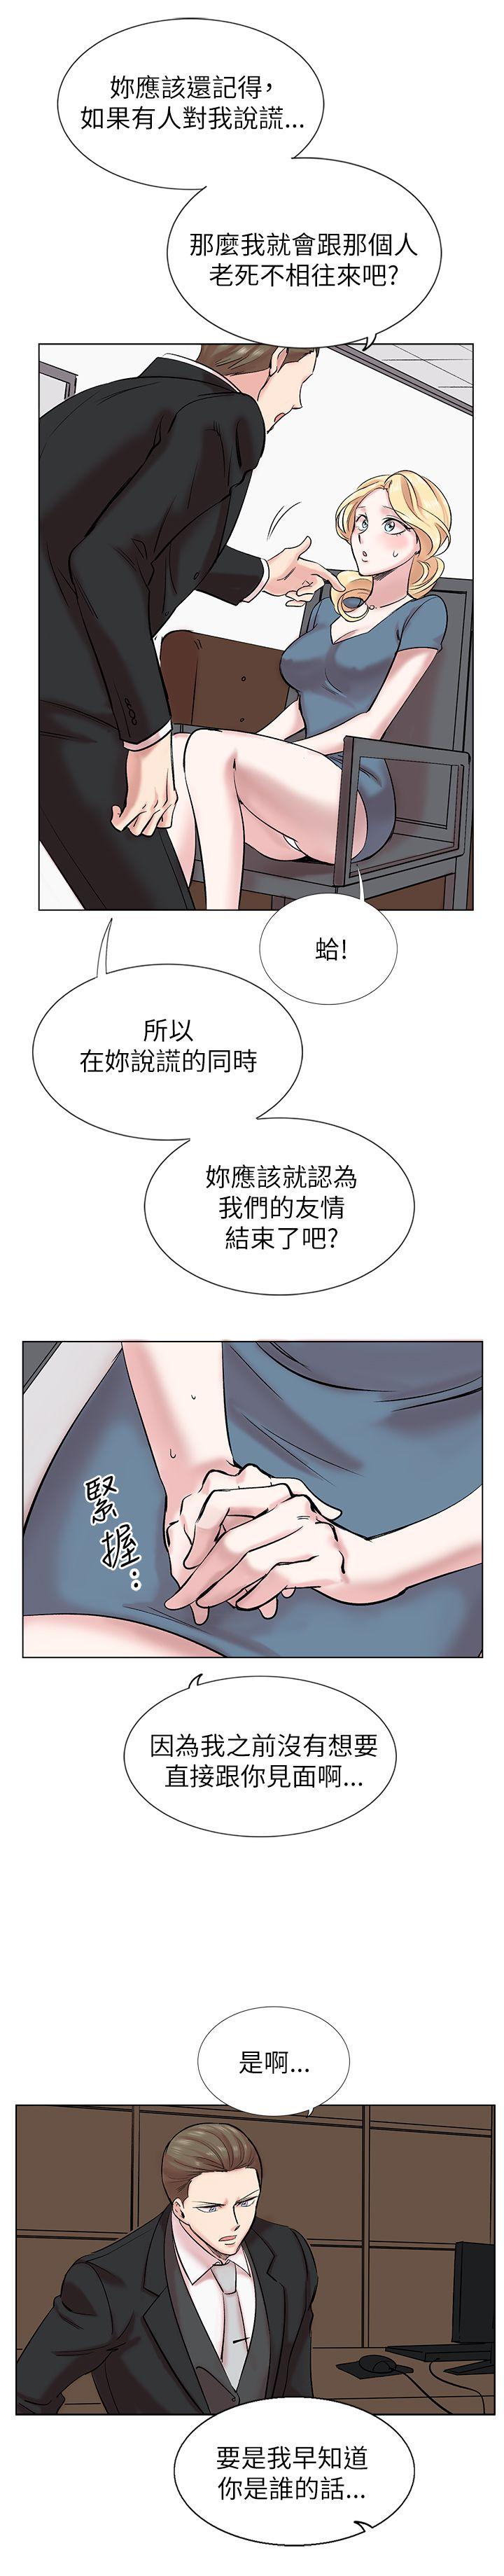 妳應該還記得,
如果有人對我說謊…
那麼我就會跟那個人
老死不相往來吧?
蛤!
所以
在妳說謊的同時
妳應該就認為
我們的友情
結束了吧?
緊握…
因為我之前沒有想要
直接跟你見面啊…
是啊…
要是我早知道
你是誰的話…